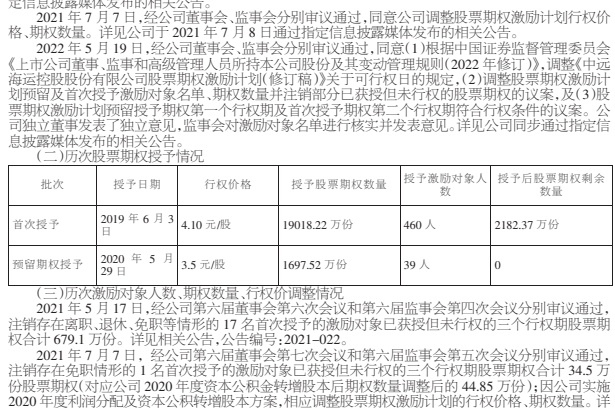 定信息披露媒体发布的相关公告。
2021 年 7 月 7 日,经公司董事会、监事会分别审议通过,同意公司调整股票期权激励计划行权价
格、期权数量。详见公司于 2021 年 7 月 8 日通过指定信息披露媒体发布的相关公告。
2022 年 5 月 19 日,经公司董事会、监事会分别审议通过,同意(1)根据中国证券监督管理委员会
《上市公司董事、监事和高级管理人员所持本公司股份及其变动管理规则(2022 年修订)》,调整《中远
海运控股股份有限公司股票期权激励计划(修订稿)》关于可行权日的规定,(2)调整股票期权激励计
划预留及首次授予激励对象名单、期权数量并注销部分已获授但未行权的股票期权的议案,及(3)股
票期权激励计划预留授予期权第一个行权期及首次授予期权第二个行权期符合行权条件的议案。公
司独立董事发表了独立意见,监事会对激励对象名单进行核实并发表意见。详见公司同步通过指定信
息披露媒体发布的相关公告。
(二)历次股票期权授予情况
批次 授予日期 行权价格 授予股票期权数量 授予激励对象人数 授予后股票期权剩余数量
首次授予 2019 年 6 月 3 日 4.10 元/股 19018.22 万份 460 人 2182.37 万份
预留期权授予 2020 年 5 月 29 日 3.5 元/股 1697.52 万份 39 人 0
(三)历次激励对象人数、期权数量、行权价调整情况
2021 年 5 月 17 日,经公司第六届董事会第六次会议和第六届监事会第四次会议分别审议通过,
注销存在离职、退休、免职等情形的 17 名首次授予的激励对象已获授但未行权的三个行权期股票期
权合计 679.1 万份。详见相关公告,公告编号:2021-022。
2021 年 7 月 7 日, 经公司第六届董事会第七次会议和第六届监事会第五次会议分别审议通过,
注销存在免职情形的 1 名首次授予的激励对象已获授但未行权的三个行权期股票期权合计 34.5 万
份股票期权(对应公司 2020 年度资本公积金转增股本后期权数量调整后的 44.85 万份);因公司实施
2020 年度利润分配及资本公积转增股本方案,相应调整股票期权激励计划的行权价格、期权数量。详